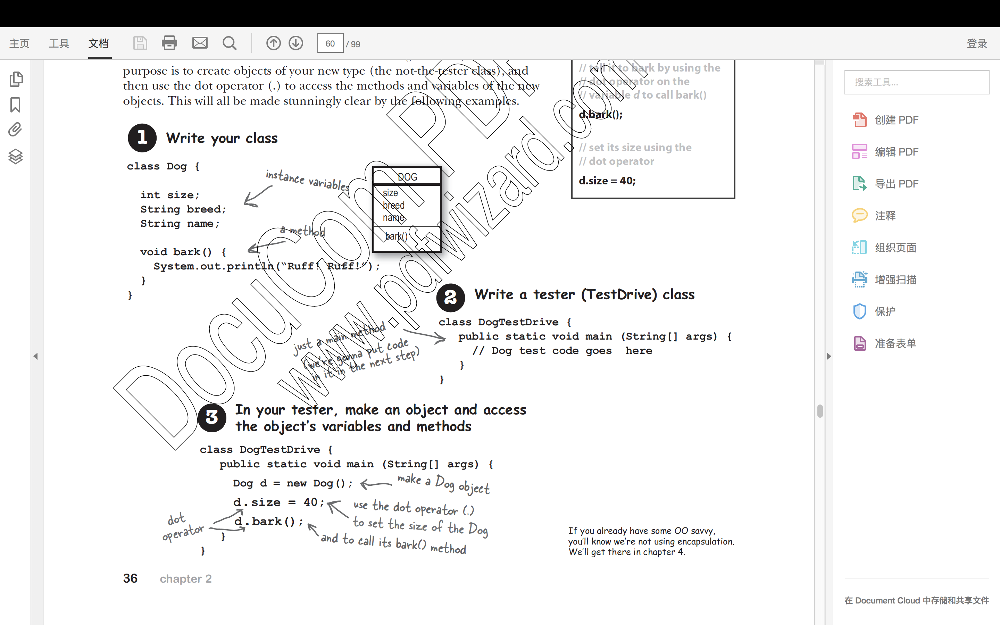 主页 工具 文档 60 / 99 登录
purpose is to create objects of your new type (the not-the-tester class), and
then use the dot operator (.) to access the methods and variables of the new
objects. This will all be made stunningly clear by the following examples.
// tell it to bark by using the
// dot operator on the
// variable d to call bark()
d.bark();
// set its size using the
// dot operator
d.size = 40;
1 Write your class
class Dog {
int size;
String breed;
String name;
void bark() {
System.out.println(“Ruff! Ruff!”);
}
}
instance variables
a method
DOG
size
breed
name
bark()
2 Write a tester (TestDrive) class
class DogTestDrive {
public static void main (String[] args) {
// Dog test code goes here
}
}
just a main method
(we're gonna put code
in it in the next step)
3 In your tester, make an object and access
the object's variables and methods
class DogTestDrive {
public static void main (String[] args) {
Dog d = new Dog();
d.size = 40;
d.bark();
}
}
make a Dog object
use the dot operator (.)
to set the size of the Dog
and to call its bark() method
dot
operator
If you already have some OO savvy,
you'll know we're not using encapsulation.
We'll get there in chapter 4.
36 chapter 2
DocuCom PDF
www.pdfwizard.com
搜索工具...
创建 PDF
编辑 PDF
导出 PDF
注释
组织页面
增强扫描
保护
准备表单
在 Document Cloud 中存储和共享文件